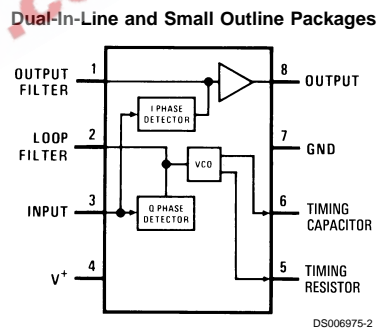 Dual-In-Line and Small Outline Packages
OUTPUT
FILTER
1
8
OUTPUT
I PHASE
DETECTOR
LOOP
FILTER
2
7
GND
VCO
INPUT
3
Q PHASE
DETECTOR
6
TIMING
CAPACITOR
V+
4
5
TIMING
RESISTOR
DS006975-2